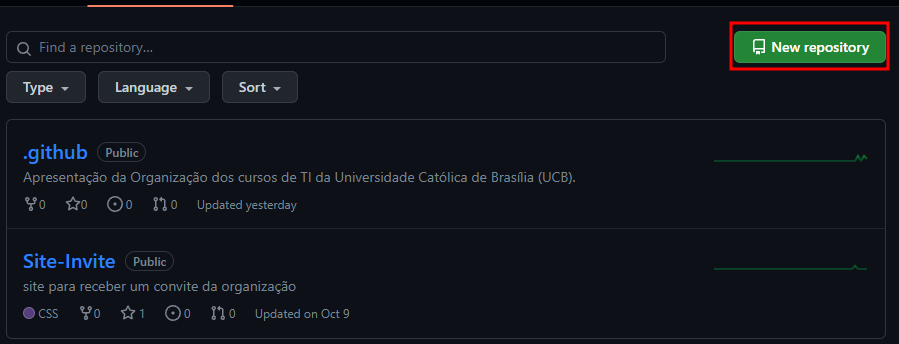 Find a repository...
New repository
Type Language Sort
.github Public
Apresentação da Organização dos cursos de TI da Universidade Católica de Brasília (UCB).
0 0 0 0 Updated yesterday
Site-Invite Public
site para receber um convite da organização
CSS 0 1 0 0 Updated on Oct 9